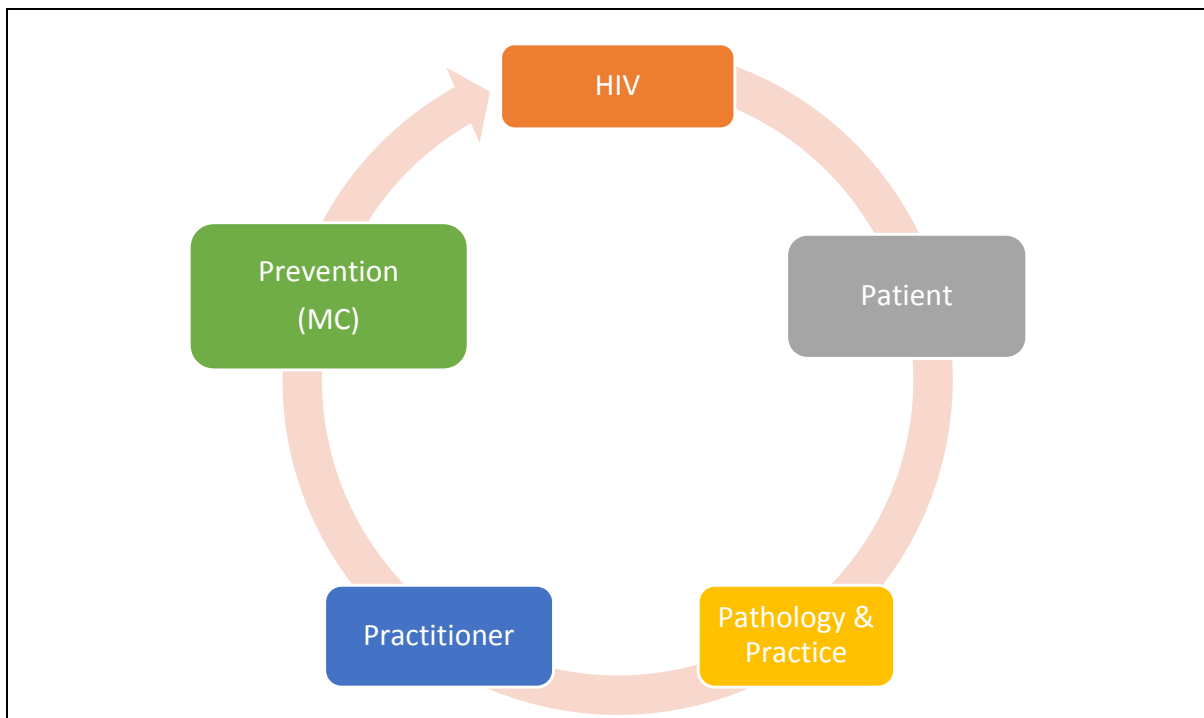 HIV
Patient
Pathology &
Practice
Practitioner
Prevention
(MC)